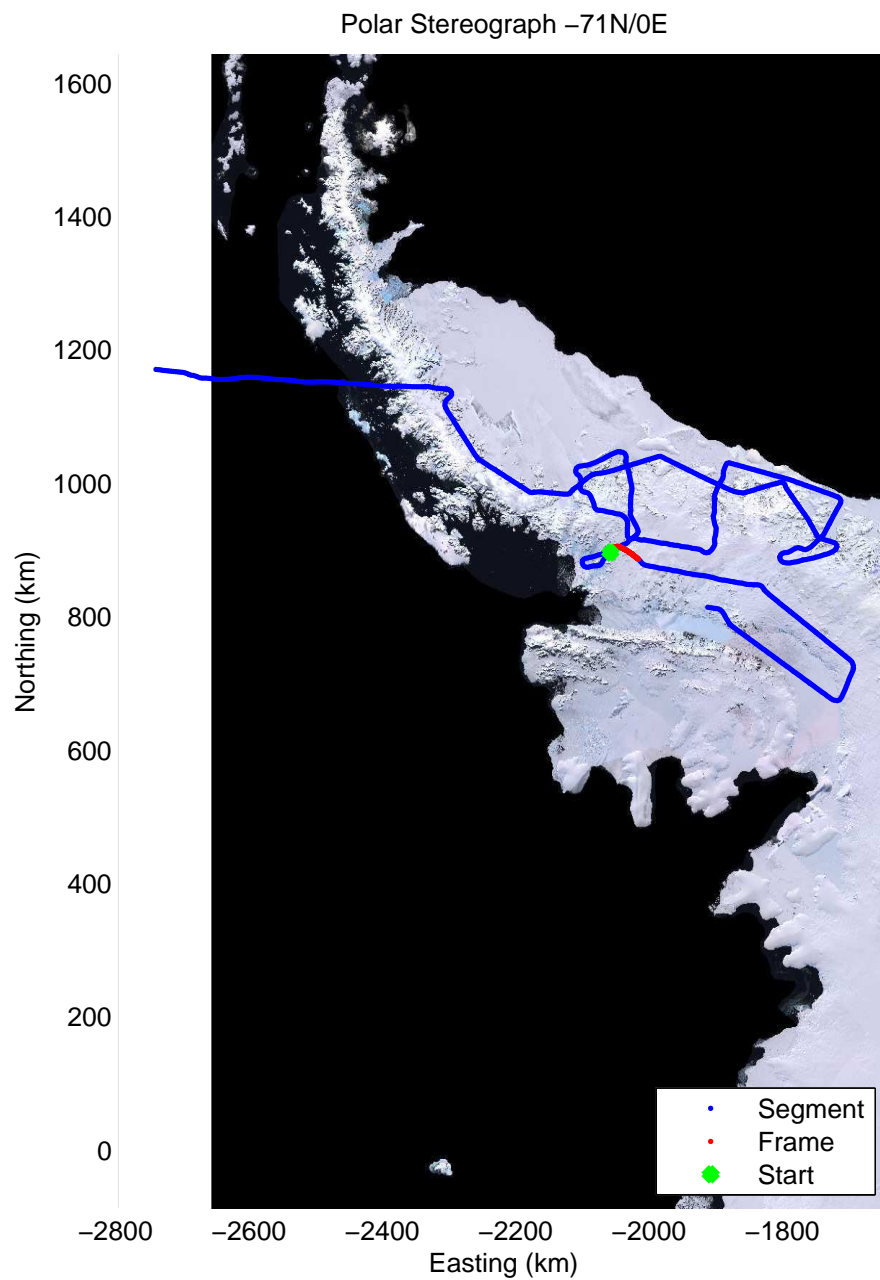 Polar Stereograph −71N/0E
1600
1400
1200
1000
800
600
400
200
0
Northing (km)
−2800 −2600 −2400 −2200 −2000 −1800
Easting (km)
Segment
Frame
Start